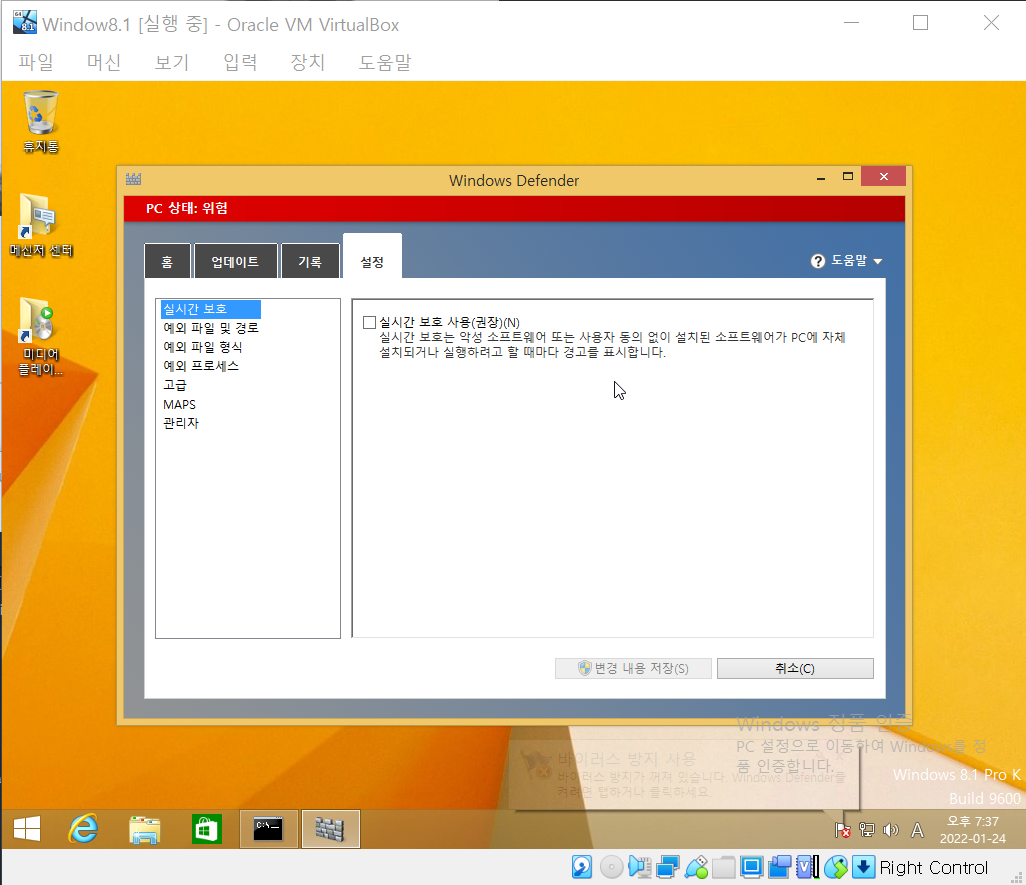 Window8.1 [실행 중] - Oracle VM VirtualBox
파일 머신 보기 입력 장치 도움말
휴지통
메신저 센터
미디어
플레이...
Windows Defender
PC 상태: 위험
홈 업데이트 기록 설정 도움말
실시간 보호
예외 파일 및 경로
예외 파일 형식
예외 프로세스
고급
MAPS
관리자
실시간 보호 사용(권장)(N)
실시간 보호는 악성 소프트웨어 또는 사용자 동의 없이 설치된 소프트웨어가 PC에 자체
설치되거나 실행하려고 할 때마다 경고를 표시합니다.
변경 내용 저장(S) 취소(C)
Windows 정품 인증
PC 설정으로 이동하여 Windows를 정
품 인증합니다.
바이러스 방지 사용
바이러스 방지가 꺼져 있습니다. Windows Defender를
켜려면 탭하거나 클릭하세요.
Windows 8.1 Pro K
Build 9600
A
오후 7:37
2022-01-24
Right Control